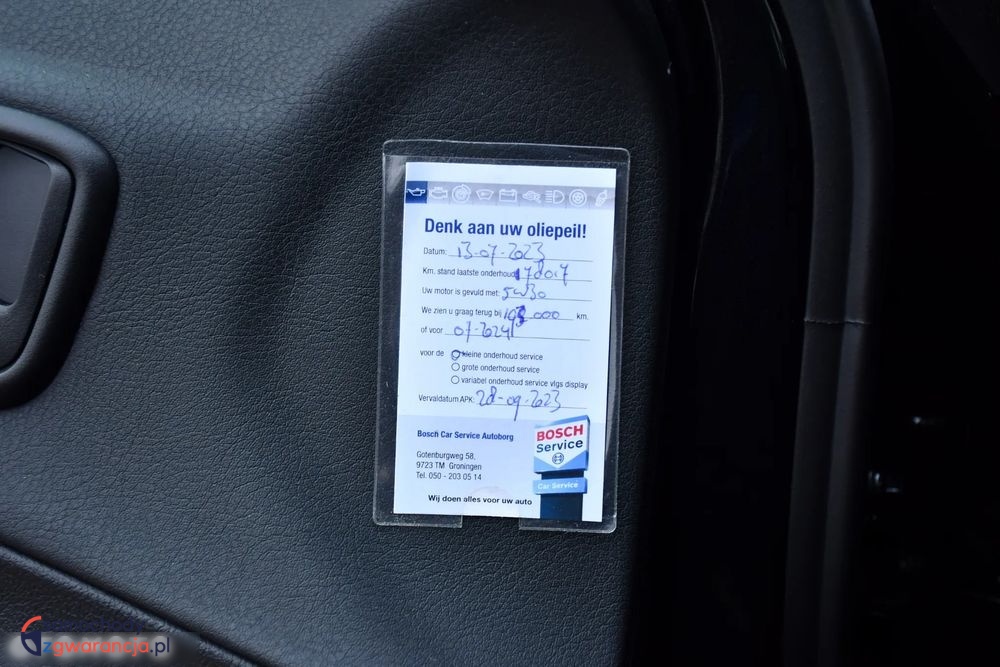 Denk aan uw oliepeil!
Datum: 13-07-2023
Km. stand laatste onderhoud 178017
Uw motor is gevuld met: 5w30
We zien u graag terug bij 000 km.
of voor 07-2024
voor de kleine onderhoud service
grote onderhoud service
variabel onderhoud service vlgs display
Vervaldatum APK: 28-09-2023
Bosch Car Service Autoborg
BOSCH
Service
Gotenburgweg 58,
9723 TM Groningen
Tel. 050 - 203 05 14
Car Service
Wij doen alles voor uw auto
zgwarancja.pl